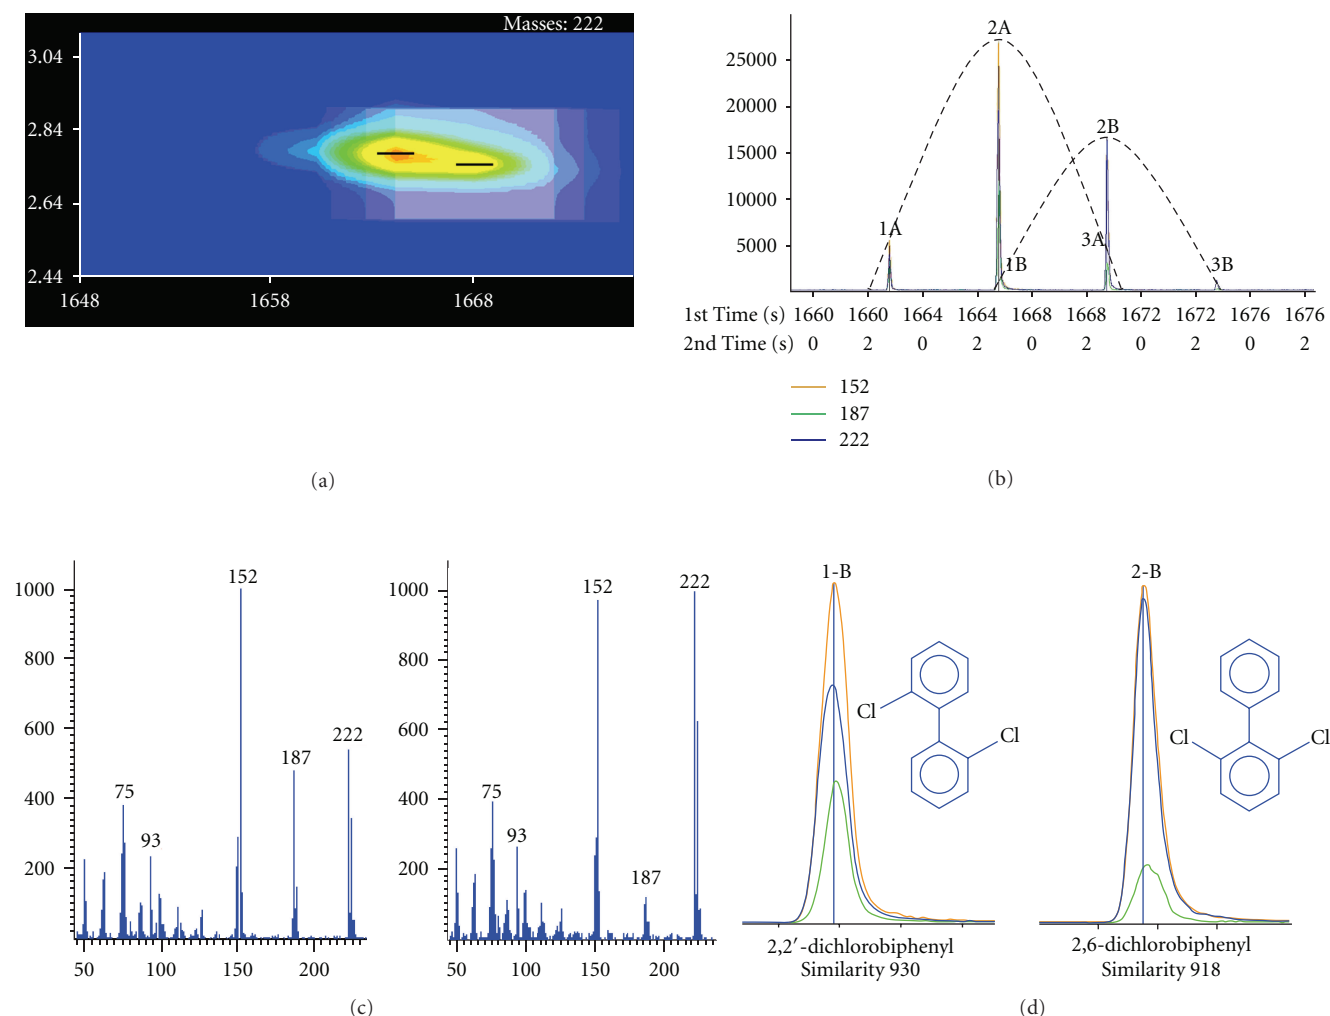 Masses: 222
3.04
2.84
2.64
2.44
1648 1658 1668
(a)
25000
20000
15000
10000
5000
2A
2B
1A
3A
1B
3B
1st Time (s) 1660 1660 1664 1664 1668 1668 1672 1672 1676 1676
2nd Time (s) 0 2 0 2 0 2 0 2 0 2
152
187
222
(b)
1000
800
600
400
200
152
222
187
75
93
50 100 150 200
1000
800
600
400
200
152
222
75
93
187
50 100 150 200
(c)
1-B
Cl
Cl
2,2′-dichlorobiphenyl
Similarity 930
2-B
Cl
Cl
2,6-dichlorobiphenyl
Similarity 918
(d)